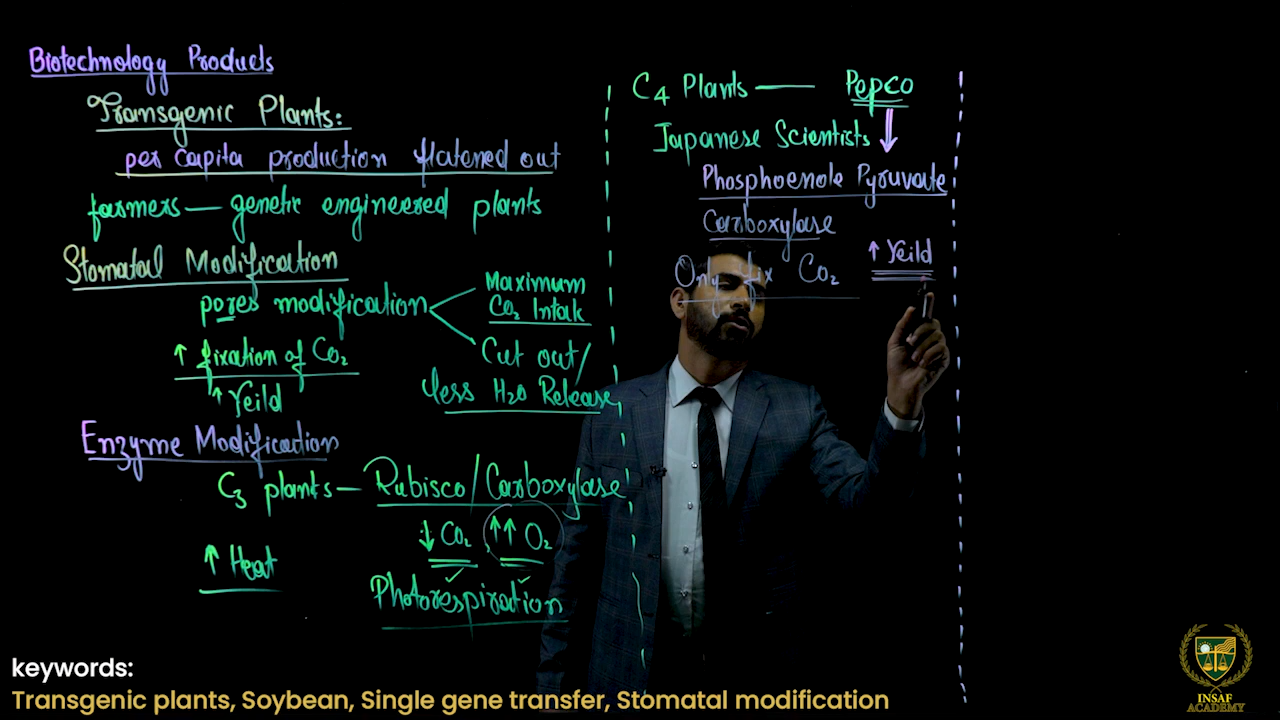 Biotechnology Products
Transgenic Plants:
per capita production flatened out
farmers — genetic engineered plants
Stomatal Modification
pores modification
Maximum
Co₂ Intak
Cut out/
less H₂o Release
↑ fixation of Co₂
↑ Yeild
Enzyme Modification
C₃ plants — Rubisco/Carboxylase
↓ Co₂, ↑↑ O₂
↑ Heat
Photorespiration
C₄ Plants — Pepco
Japanese Scientists
Phosphoenole Pyruvate
Carboxylase
Only fix Co₂ ↑ Yeild
keywords:
Transgenic plants, Soybean, Single gene transfer, Stomatal modification
INSAF
ACADEMY